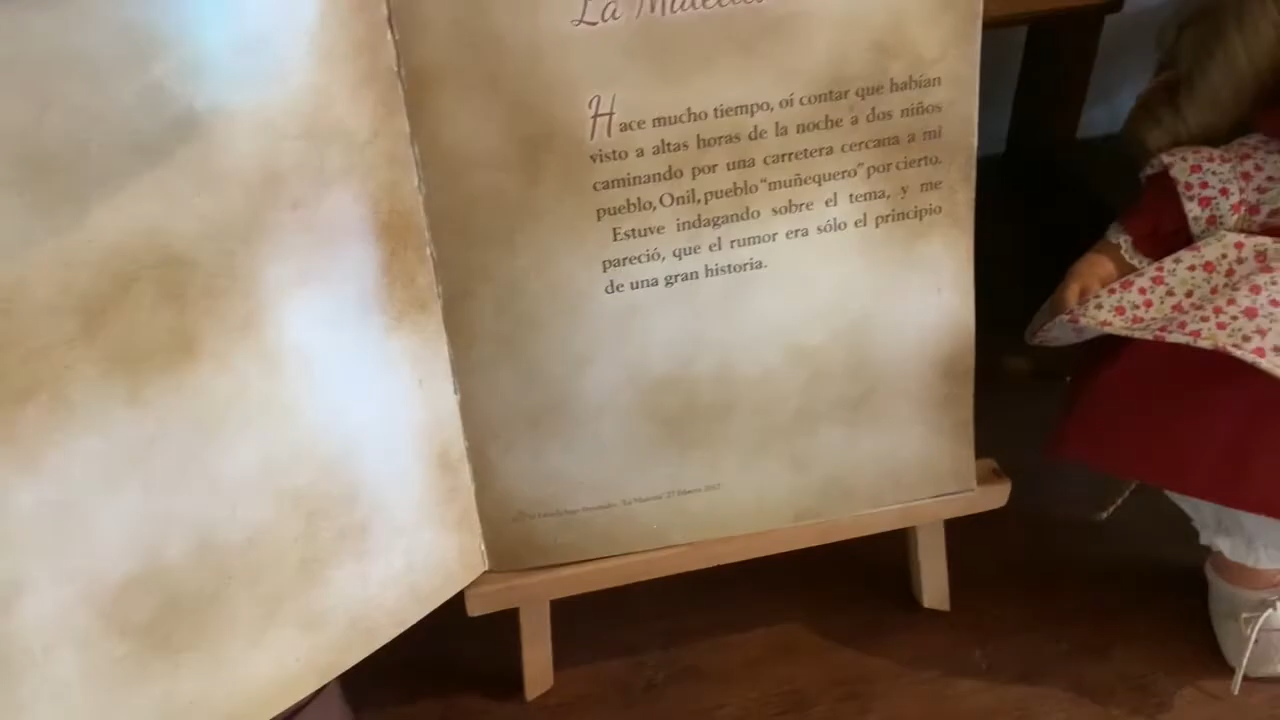 La
Hace mucho tiempo, oí contar que habían
visto a altas horas de la noche a dos niños
caminando por una carretera cercana a mi
pueblo, Onil, pueblo "muñequero" por cierto.
Estuve indagando sobre el tema, y me
pareció, que el rumor era sólo el principio
de una gran historia.